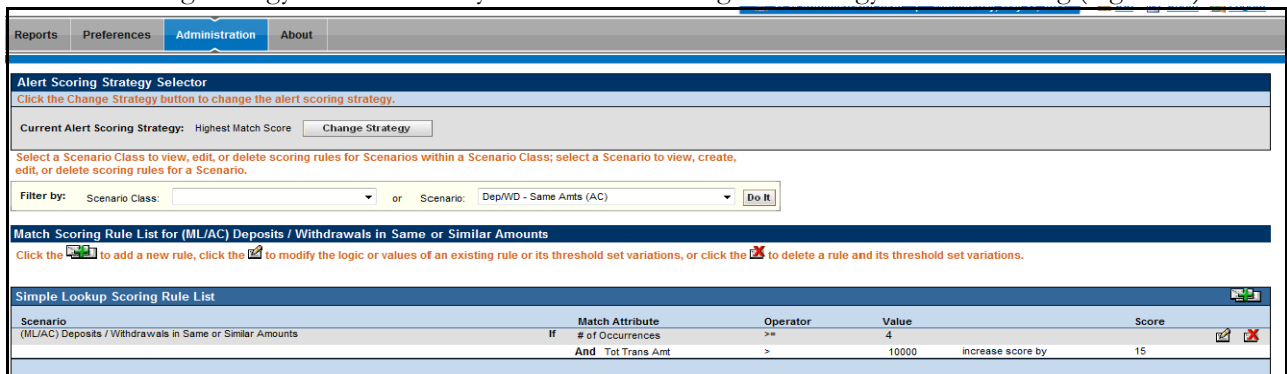 Reports Preferences Administration About
Alert Scoring Strategy Selector
Click the Change Strategy button to change the alert scoring strategy.
Current Alert Scoring Strategy: Highest Match Score Change Strategy
Select a Scenario Class to view, edit, or delete scoring rules for Scenarios within a Scenario Class; select a Scenario to view, create,
edit, or delete scoring rules for a Scenario.
Filter by: Scenario Class: or Scenario: Dep/WD - Same Amts (AC) Do It
Match Scoring Rule List for (ML/AC) Deposits / Withdrawals in Same or Similar Amounts
Click the to add a new rule, click the to modify the logic or values of an existing rule or its threshold set variations, or click the to delete a rule and its threshold set variations.
Simple Lookup Scoring Rule List
Scenario Match Attribute Operator Value Score
(ML/AC) Deposits / Withdrawals in Same or Similar Amounts If # of Occurrences >= 4
And Tot Trans Amt > 10000 increase score by 15